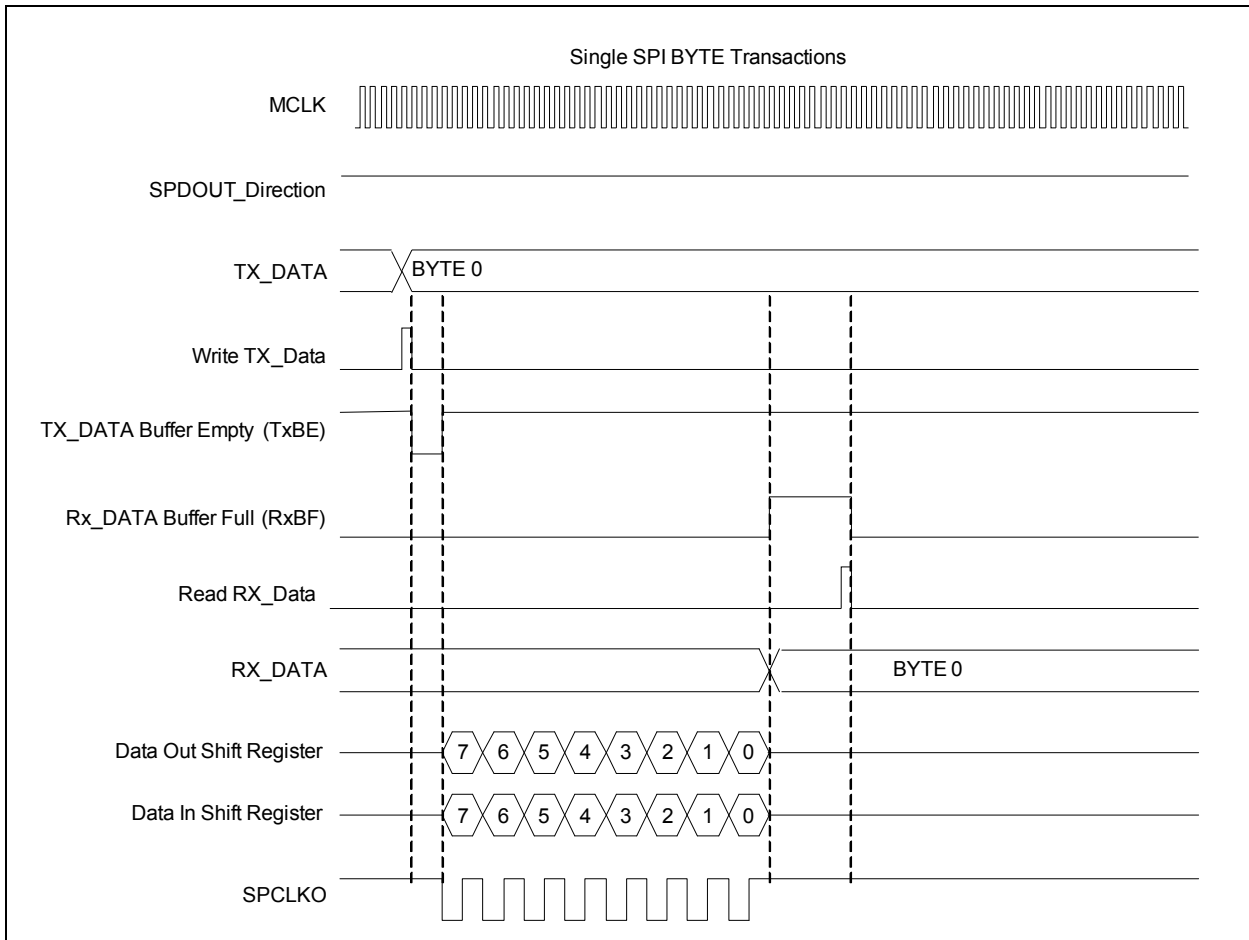 Single SPI BYTE Transactions
MCLK
SPDOUT_Direction
TX_DATA
BYTE 0
Write TX_Data
TX_DATA Buffer Empty (TxBE)
Rx_DATA Buffer Full (RxBF)
Read RX_Data
RX_DATA
BYTE 0
Data Out Shift Register
7 6 5 4 3 2 1 0
Data In Shift Register
7 6 5 4 3 2 1 0
SPCLKO